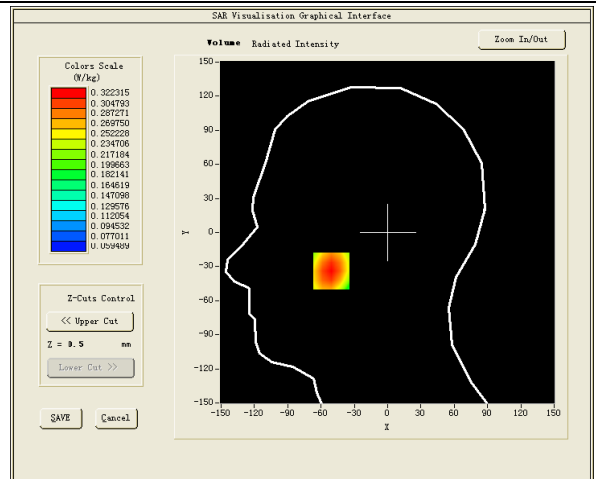 SAR Visualisation Graphical Interface
Volume Radiated Intensity
Zoom In/Out
Colors Scale
(W/kg)
0.322315
0.304793
0.287271
0.269750
0.252228
0.234706
0.217184
0.199663
0.182141
0.164619
0.147098
0.129576
0.112054
0.094532
0.077011
0.059489
150
120
90
60
30
0
-30
-60
-90
-120
-150
Y
-150 -120 -90 -60 -30 0 30 60 90 120 150
X
Z-Cuts Control
<< Upper Cut
Z = 0.5 mm
Lower Cut >>
SAVE Cancel